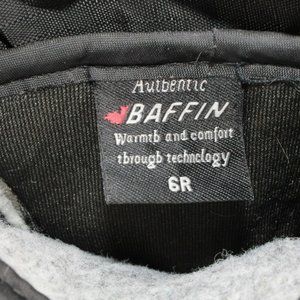 Authentic
BAFFIN
Warmth and comfort
through technology
6R